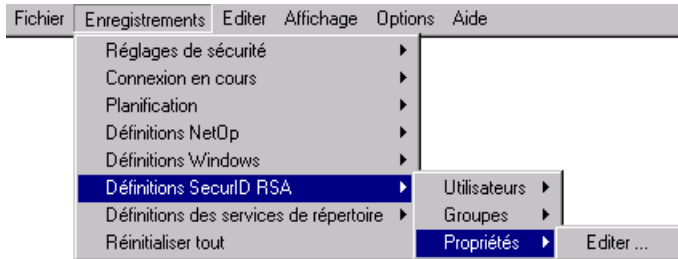 Fichier Enregistrements Editer Affichage Options Aide
Réglages de sécurité
Connexion en cours
Planification
Définitions NetOp
Définitions Windows
Définitions SecurID RSA Utilisateurs
Définitions des services de répertoire Groupes
Réinitialiser tout Propriétés Editer ...